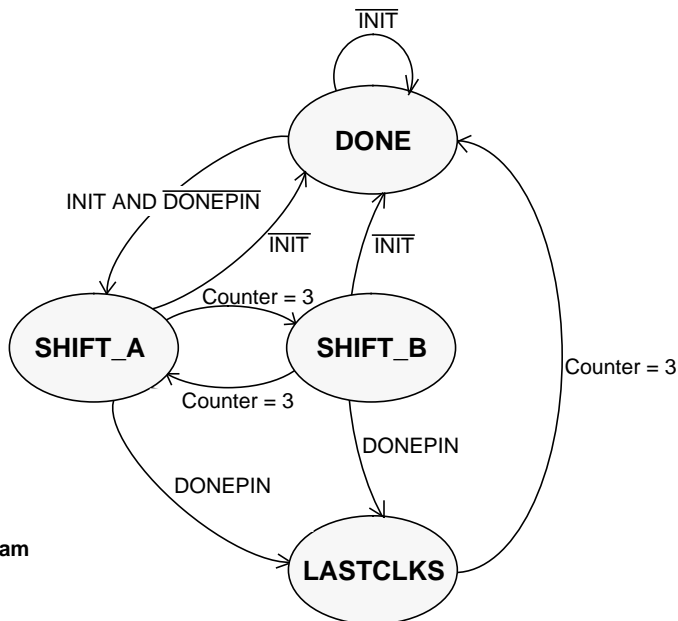 INIT
DONE
INIT AND DONEPIN
INIT
INIT
Counter = 3
SHIFT_A
SHIFT_B
Counter = 3
Counter = 3
DONEPIN
DONEPIN
am
LASTCLKS